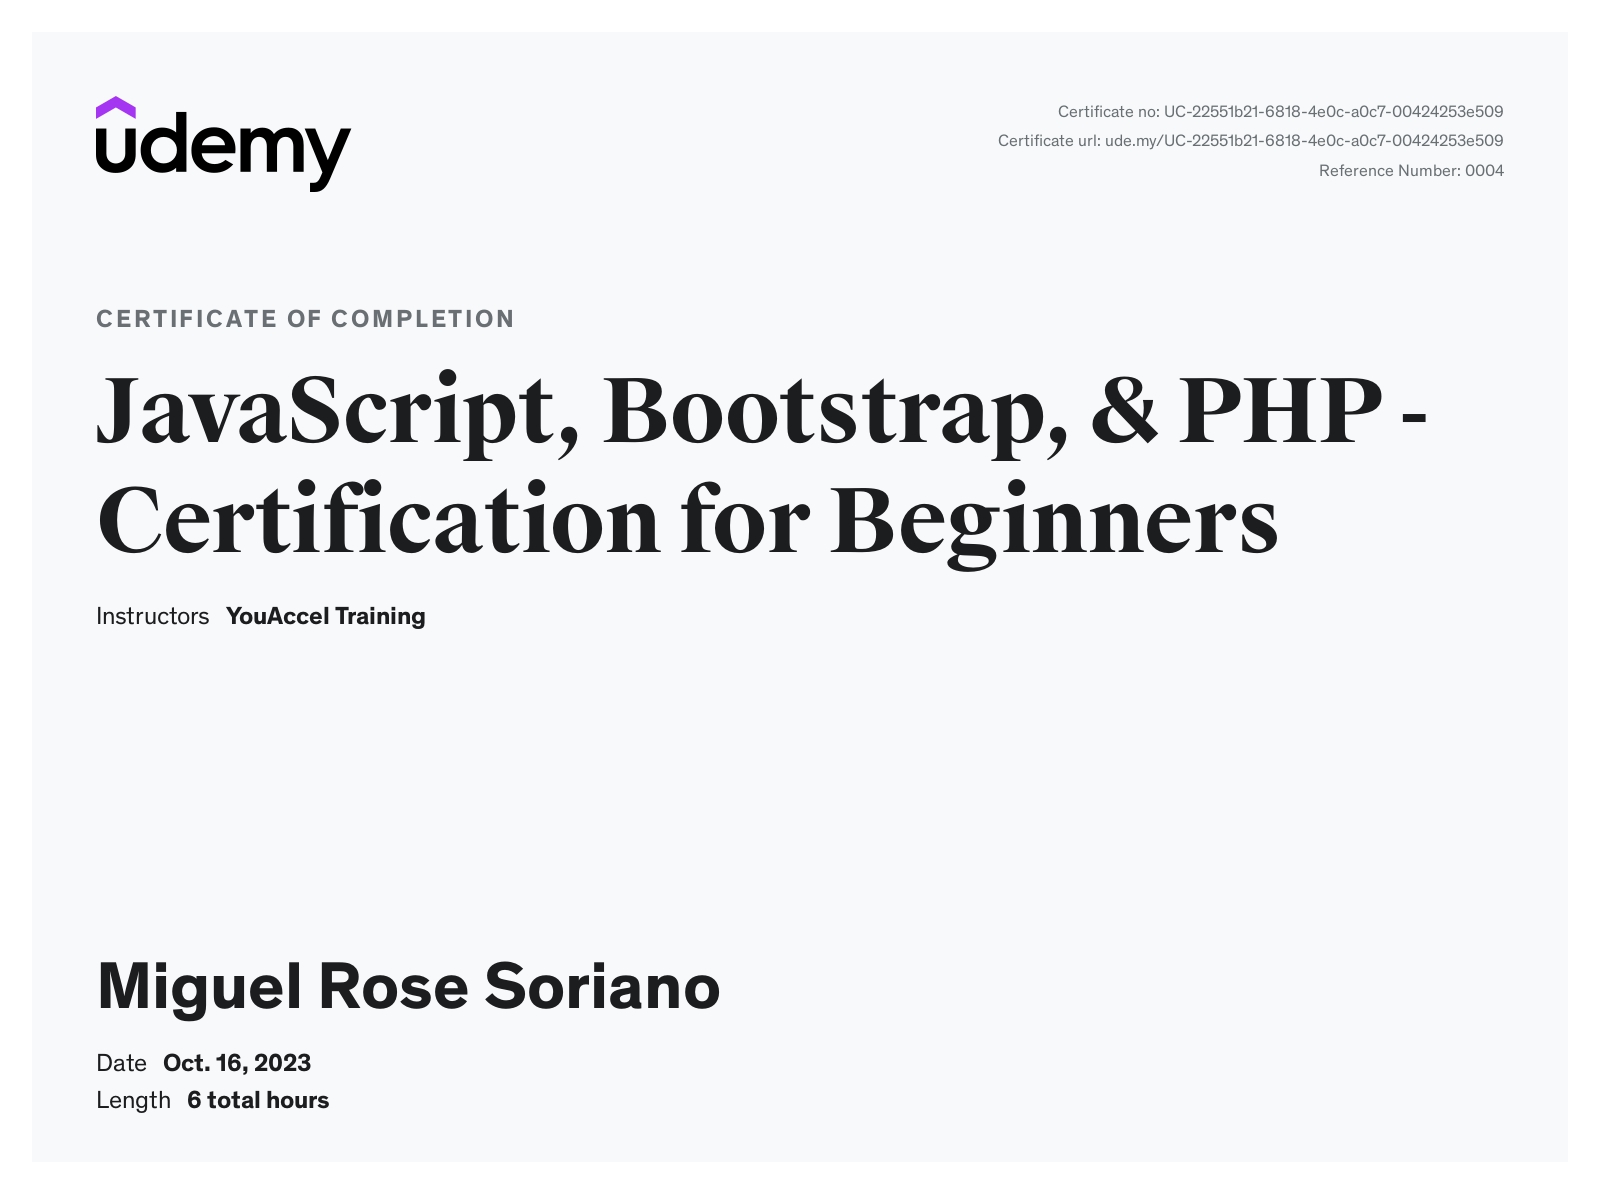 udemy
Certificate no: UC-22551b21-6818-4e0c-a0c7-00424253e509
Certificate url: ude.my/UC-22551b21-6818-4e0c-a0c7-00424253e509
Reference Number: 0004
CERTIFICATE OF COMPLETION
JavaScript, Bootstrap, & PHP -
Certification for Beginners
Instructors YouAccel Training
Miguel Rose Soriano
Date Oct. 16, 2023
Length 6 total hours